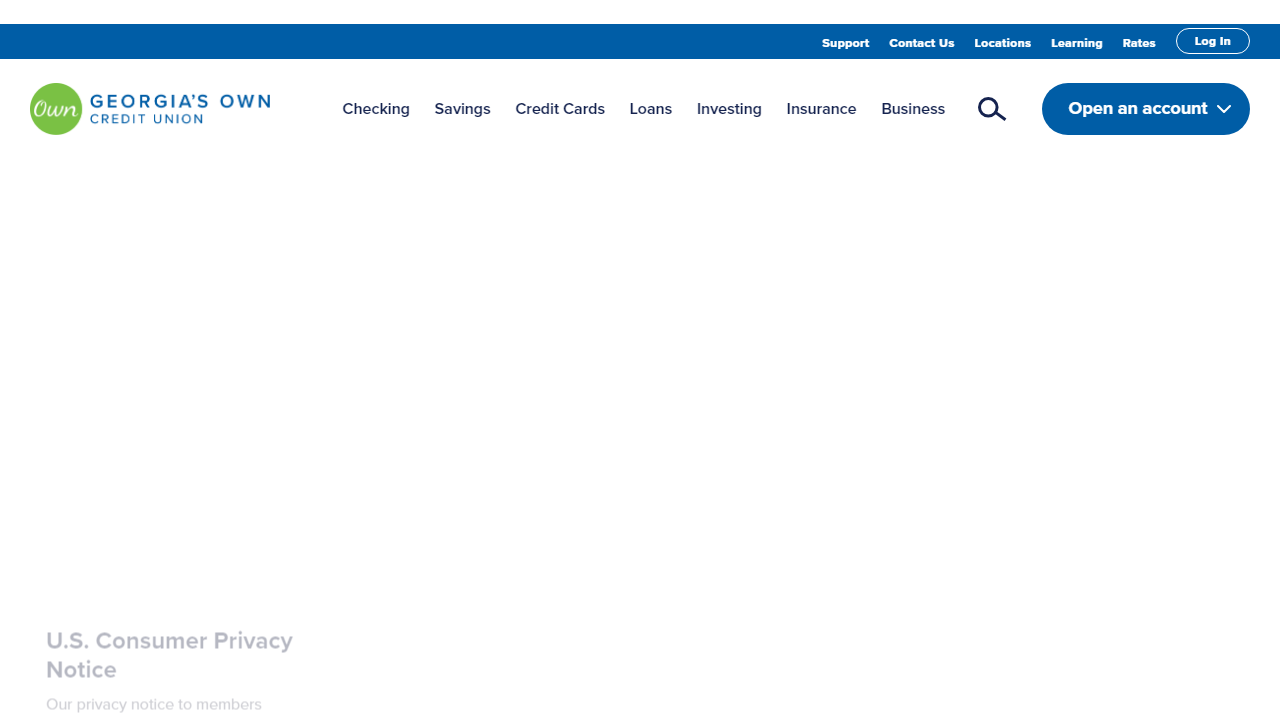 Support Contact Us Locations Learning Rates Log In
Own GEORGIA'S OWN
CREDIT UNION
Checking Savings Credit Cards Loans Investing Insurance Business
Open an account
U.S. Consumer Privacy
Notice
Our privacy notice to members